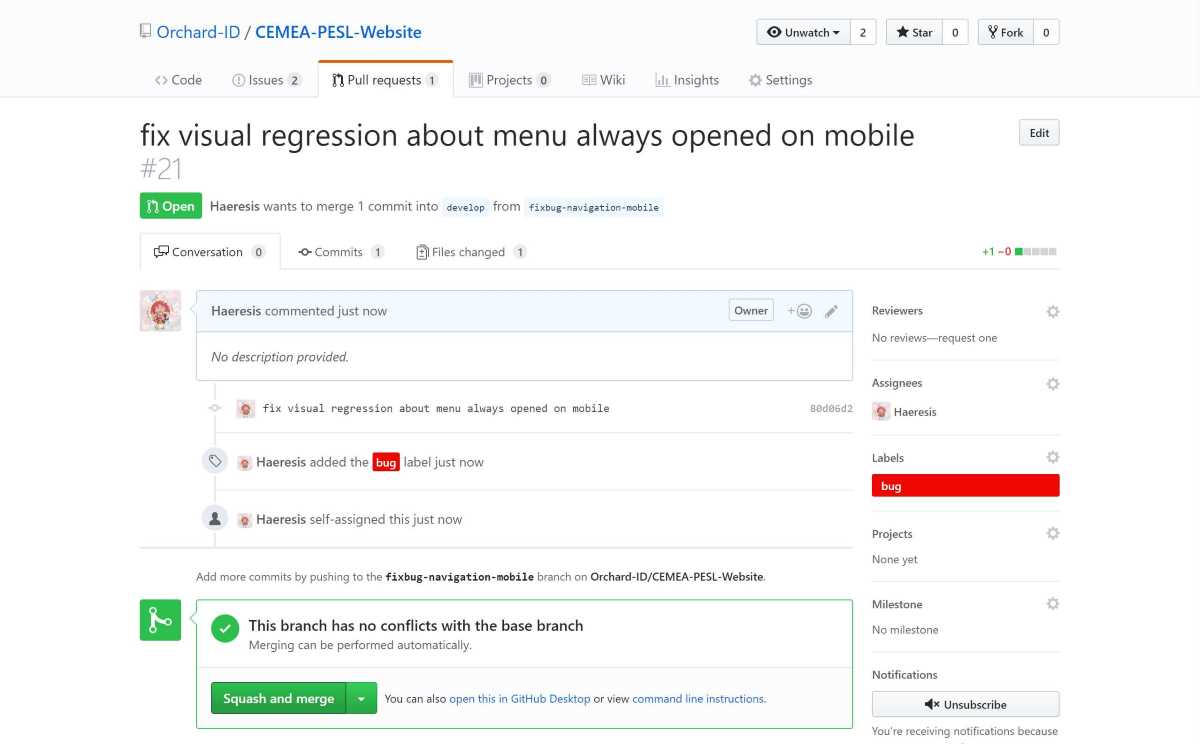 Orchard-ID / CEMEA-PESL-Website
Unwatch 2 Star 0 Fork 0
Code Issues 2 Pull requests 1 Projects 0 Wiki Insights Settings
fix visual regression about menu always opened on mobile
#21
Edit
Open Haeresis wants to merge 1 commit into develop from fixbug-navigation-mobile
Conversation 0 Commits 1 Files changed 1 +1 −0
Haeresis commented just now Owner +
No description provided.
fix visual regression about menu always opened on mobile 80d06d2
Haeresis added the bug label just now
Haeresis self-assigned this just now
Add more commits by pushing to the fixbug-navigation-mobile branch on Orchard-ID/CEMEA-PESL-Website.
This branch has no conflicts with the base branch
Merging can be performed automatically.
Squash and merge You can also open this in GitHub Desktop or view command line instructions.
Reviewers
No reviews—request one
Assignees
Haeresis
Labels
bug
Projects
None yet
Milestone
No milestone
Notifications
Unsubscribe
You're receiving notifications because